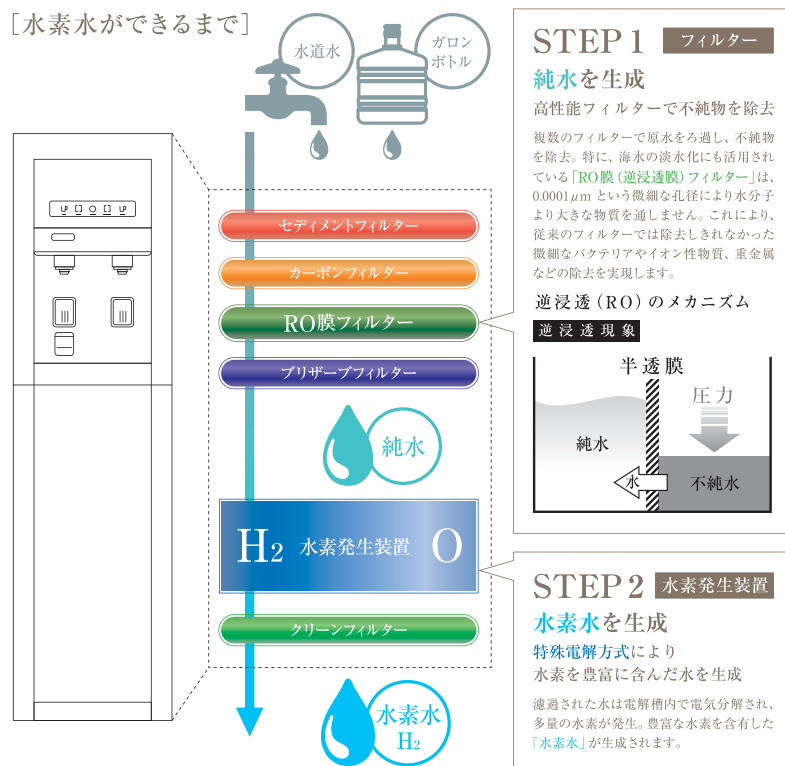 ［水素水ができるまで］
水道水
ガロン
ボトル
セディメントフィルター
カーボンフィルター
RO膜フィルター
プリザーブフィルター
純水
H2 水素発生装置 O
クリーンフィルター
水素水
H2
STEP 1 フィルター
純水を生成
高性能フィルターで不純物を除去
複数のフィルターで原水をろ過し、不純物
を除去。特に、海水の淡水化にも活用され
ている「RO膜（逆浸透膜）フィルター」は、
0.0001μm という微細な孔径により水分子
より大きな物質を通しません。これにより、
従来のフィルターでは除去しきれなかった
微細なバクテリアやイオン性物質、重金属
などの除去を実現します。
逆浸透（RO）のメカニズム
逆浸透現象
半透膜
圧力
純水
水
不純水
STEP 2 水素発生装置
水素水を生成
特殊電解方式により
水素を豊富に含んだ水を生成
濾過された水は電解槽内で電気分解され、
多量の水素が発生。豊富な水素を含有した
「水素水」が生成されます。